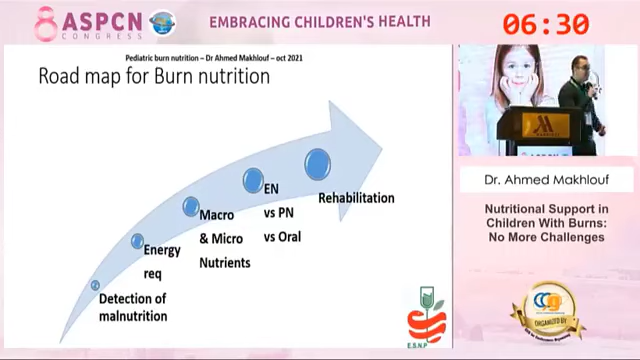 8 ASPCN
CONGRESS
EMBRACING CHILDREN'S HEALTH
06:30
Pediatric burn nutrition – Dr Ahmed Makhlouf – oct 2021
Road map for Burn nutrition
Detection of
malnutrition
Energy
req
Macro
& Micro
Nutrients
EN
vs PN
vs Oral
Rehabilitation
E.S.N.P
ASPCN
Dr. Ahmed Makhlouf
Nutritional Support in
Children With Burns:
No More Challenges
ORGANIZED BY